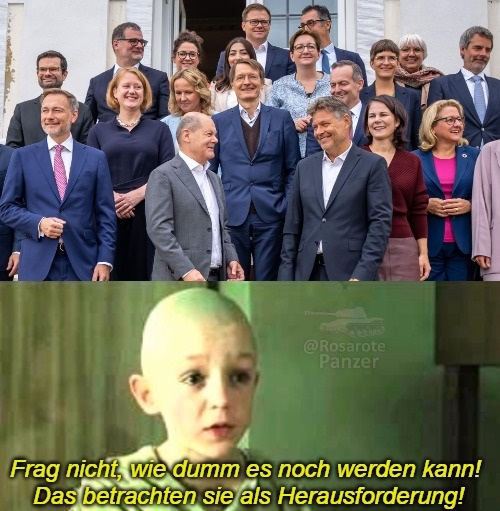 @Rosarote
Panzer
Frag nicht, wie dumm es noch werden kann!
Das betrachten sie als Herausforderung!